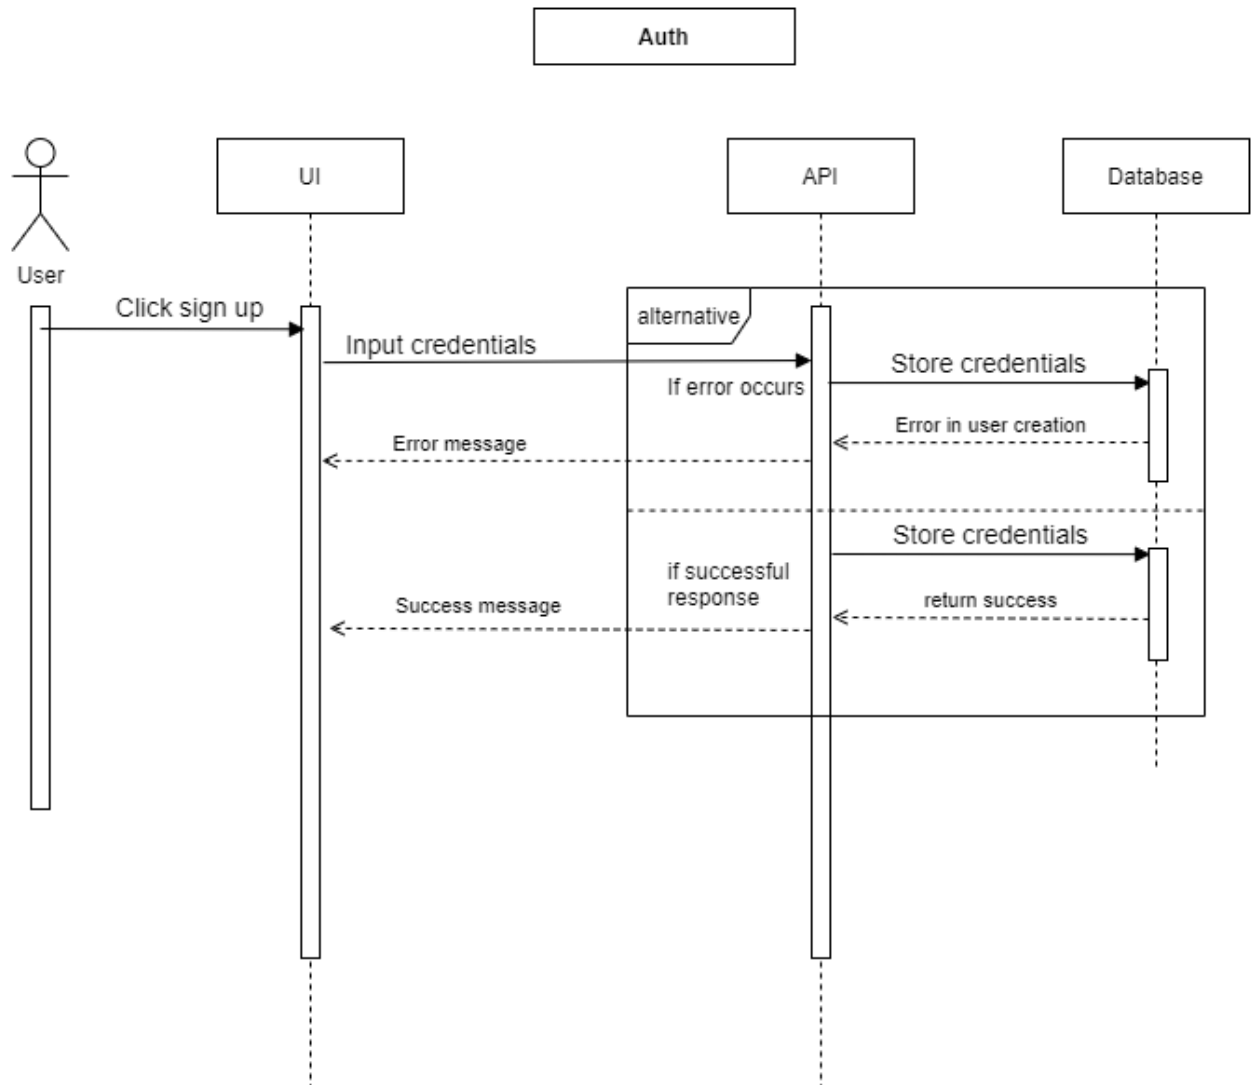 Auth
UI
API
Database
User
Click sign up
alternative
Input credentials
Store credentials
If error occurs
Error in user creation
Error message
Store credentials
if successful
response
return success
Success message